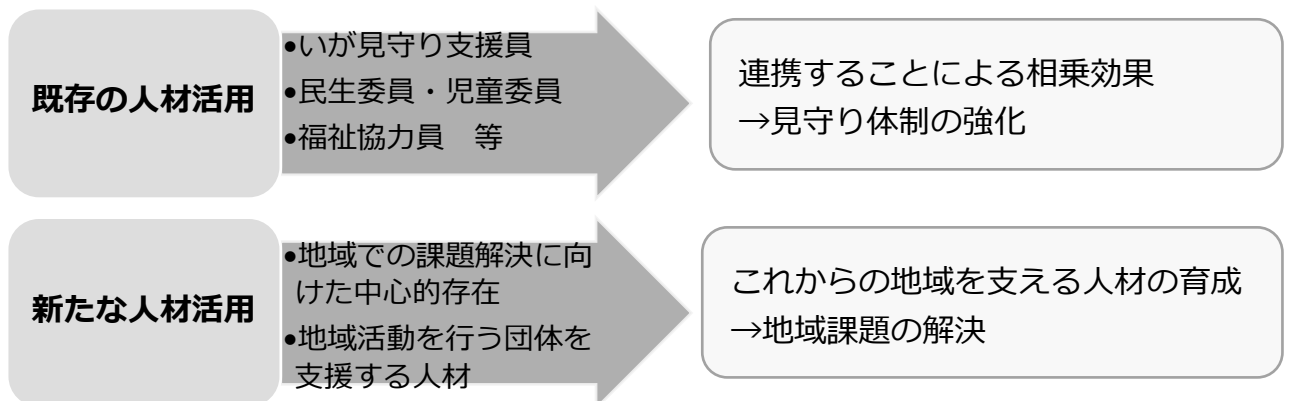 既存の人材活用
•いが見守り支援員
•民生委員・児童委員
•福祉協力員　等
連携することによる相乗効果
→見守り体制の強化
新たな人材活用
•地域での課題解決に向
けた中心的存在
•地域活動を行う団体を
支援する人材
これからの地域を支える人材の育成
→地域課題の解決